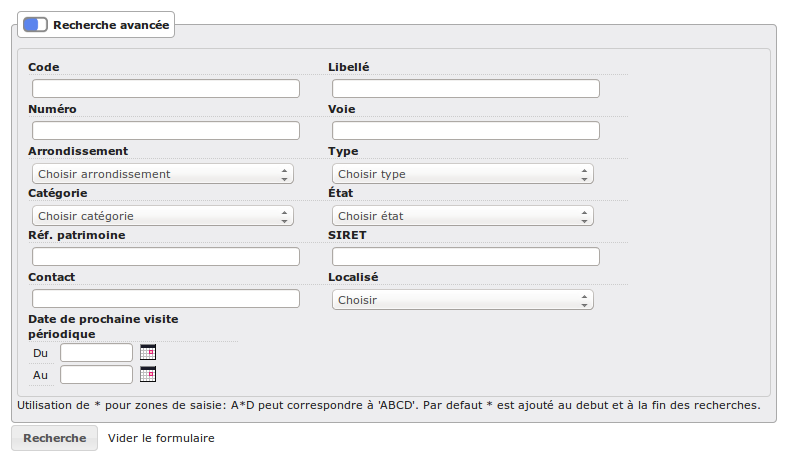 Recherche avancée
Code Libellé
Numéro Voie
Arrondissement Type
Choisir arrondissement Choisir type
Catégorie État
Choisir catégorie Choisir état
Réf. patrimoine SIRET
Contact Localisé
Choisir
Date de prochaine visite
périodique
Du
Au
Utilisation de * pour zones de saisie: A*D peut correspondre à 'ABCD'. Par defaut * est ajouté au debut et à la fin des recherches.
Recherche Vider le formulaire